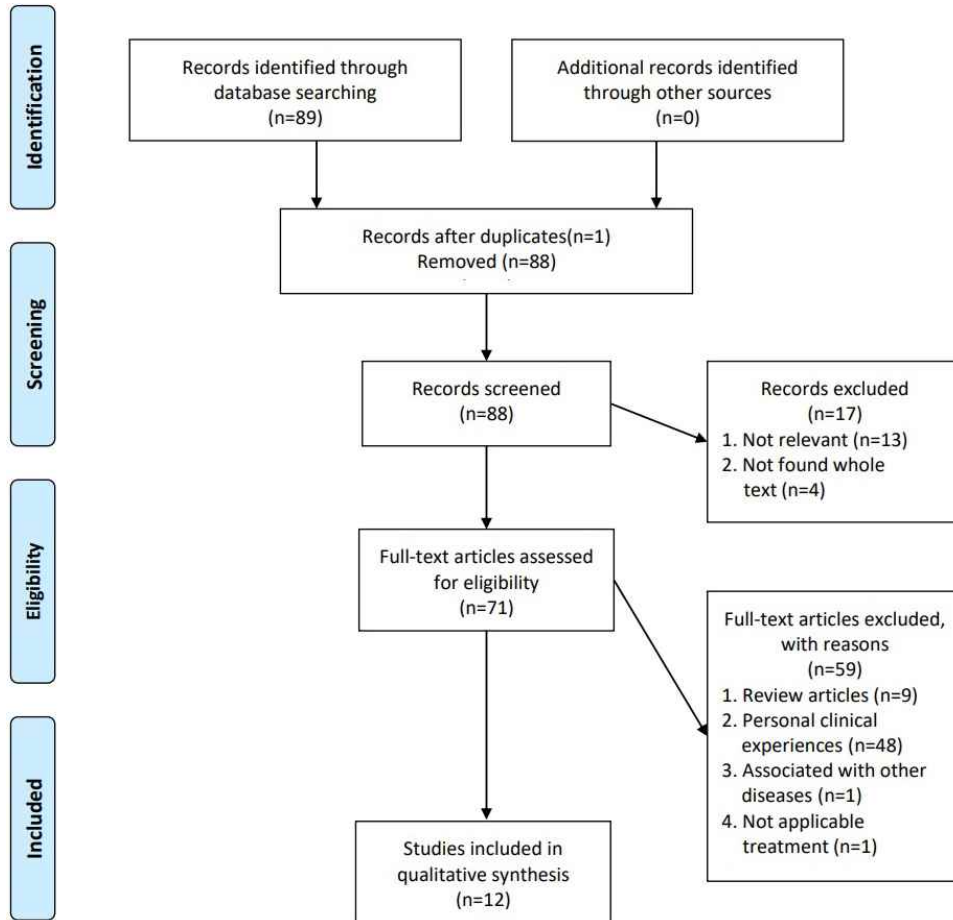 Identification
Records identified through
database searching
(n=89)
Additional records identified
through other sources
(n=0)
Records after duplicates(n=1)
Removed (n=88)
Screening
Records screened
(n=88)
Records excluded
(n=17)
1. Not relevant (n=13)
2. Not found whole
text (n=4)
Eligibility
Full-text articles assessed
for eligibility
(n=71)
Full-text articles excluded,
with reasons
(n=59)
1. Review articles (n=9)
2. Personal clinical
experiences (n=48)
3. Associated with other
diseases (n=1)
4. Not applicable
treatment (n=1)
Included
Studies included in
qualitative synthesis
(n=12)